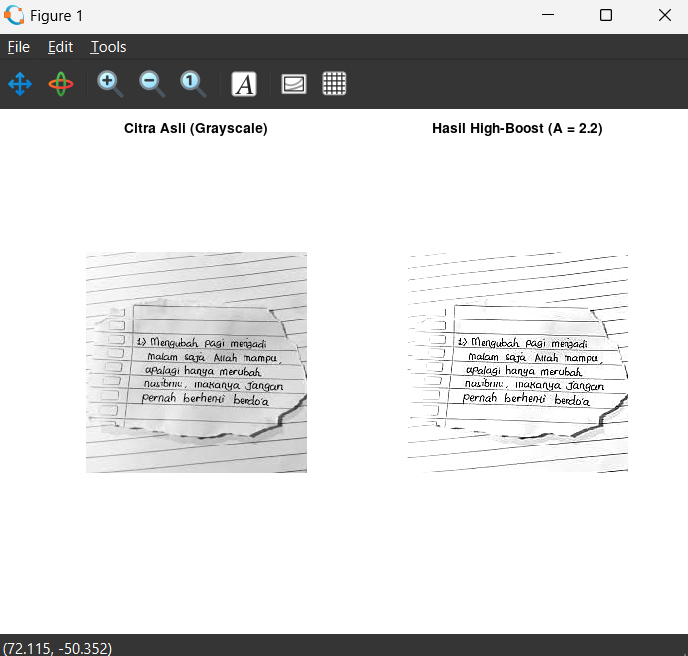 Figure 1
File Edit Tools
Citra Asli (Grayscale)
Hasil High-Boost (A = 2.2)
1) Mengubah pagi menjadi
malam saja Allah mampu,
apalagi hanya merubah
nasibmu, makanya Jangan
pernah berhenti berdo'a
1) Mengubah pagi menjadi
malam saja Allah mampu,
apalagi hanya merubah
nasibmu, makanya Jangan
pernah berhenti berdo'a
(72.115, -50.352)